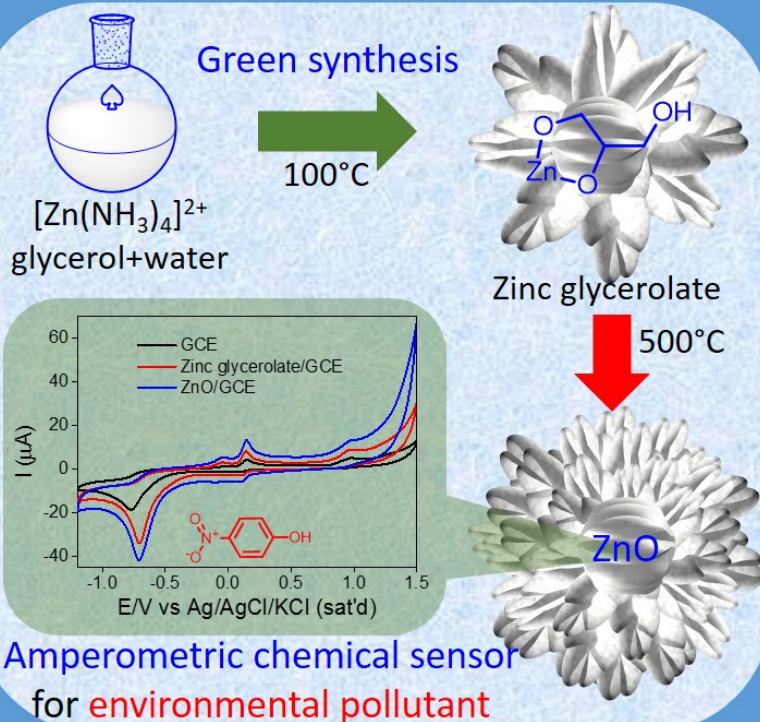 Green synthesis
100°C
[Zn(NH₃)₄]²⁺
glycerol+water
O
OH
Zn
O
Zinc glycerolate
500°C
60
40
20
0
-20
-40
I (µA)
GCE
Zinc glycerolate/GCE
ZnO/GCE
O
N⁺
⁻O
OH
-1.0 -0.5 0.0 0.5 1.0 1.5
E/V vs Ag/AgCl/KCl (sat'd)
ZnO
Amperometric chemical sensor
for environmental pollutant